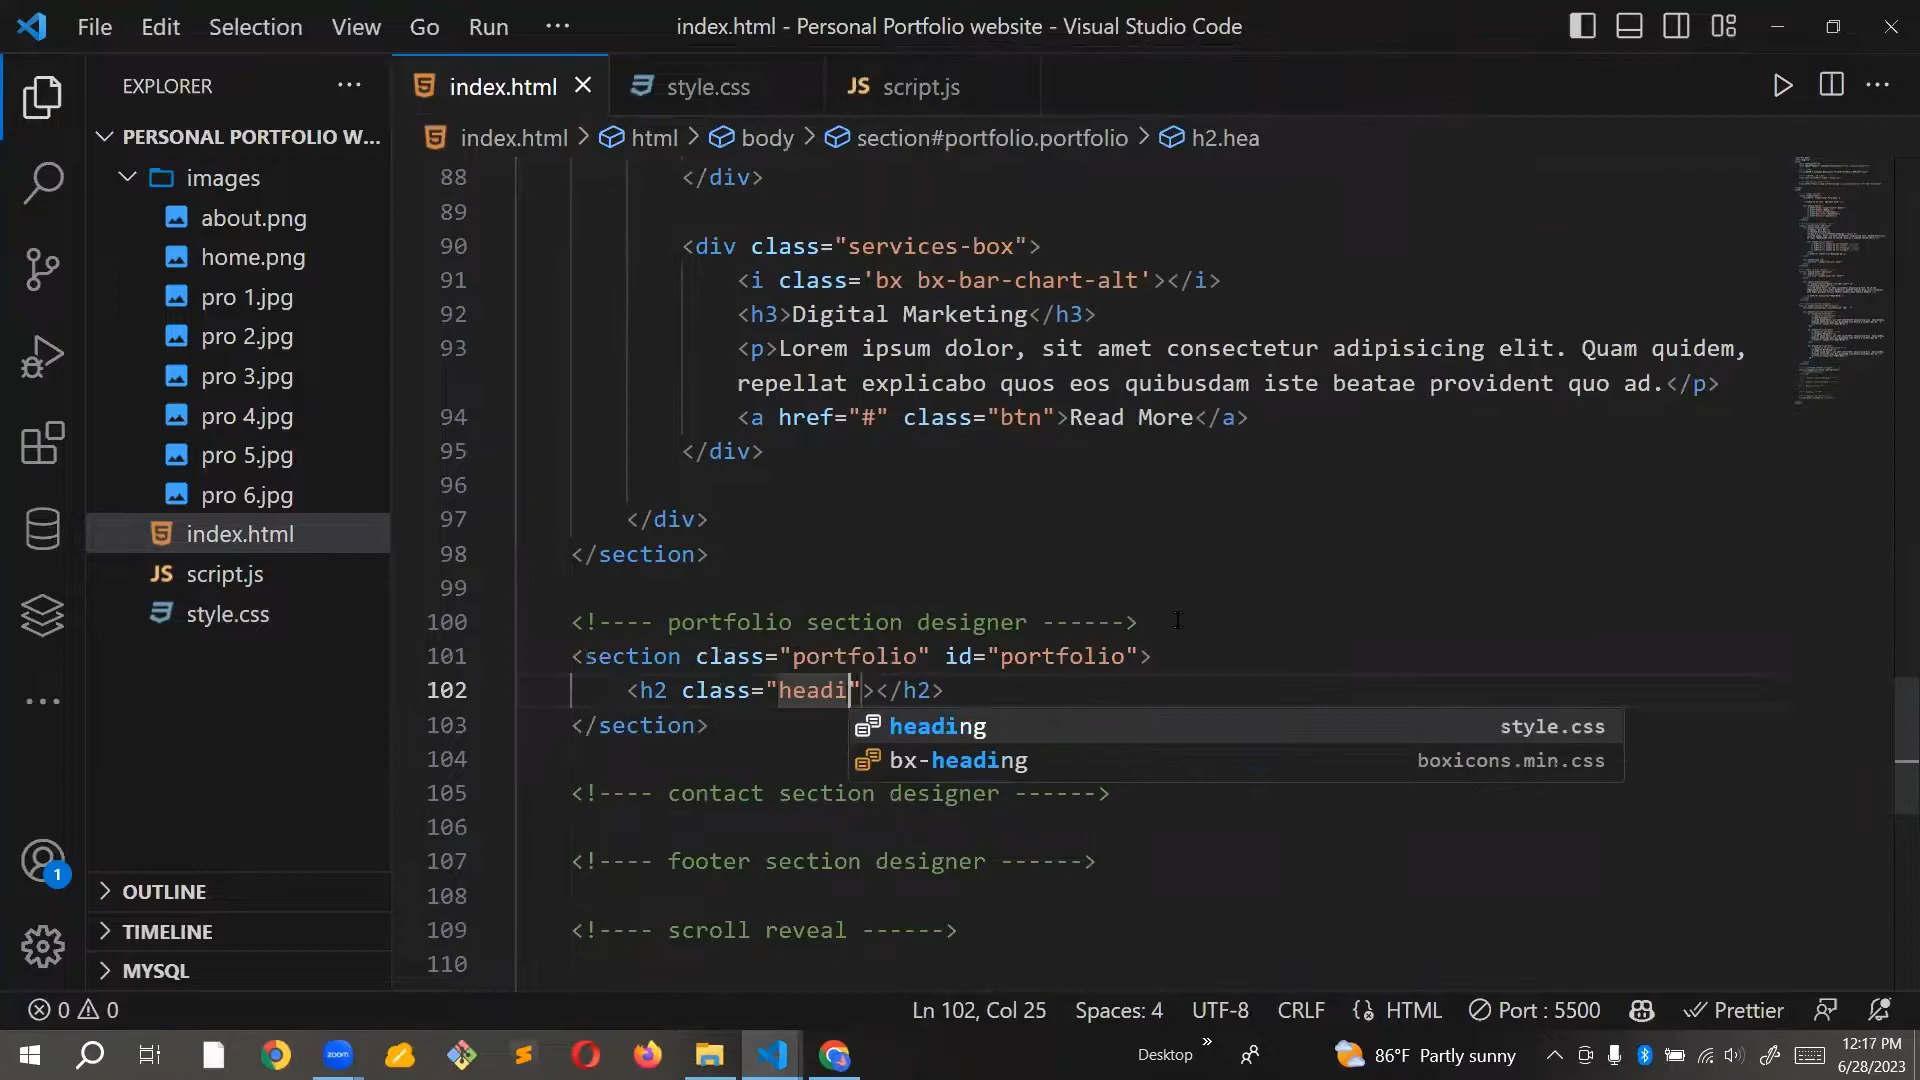 File Edit Selection View Go Run ··· index.html - Personal Portfolio website - Visual Studio Code
EXPLORER ···
index.html style.css JS script.js
index.html > html > body > section#portfolio.portfolio > h2.hea
PERSONAL PORTFOLIO W...
images
about.png
home.png
pro 1.jpg
pro 2.jpg
pro 3.jpg
pro 4.jpg
pro 5.jpg
pro 6.jpg
index.html
JS script.js
style.css
OUTLINE
TIMELINE
MYSQL
88 </div>
89
90 <div class="services-box">
91 <i class='bx bx-bar-chart-alt'></i>
92 <h3>Digital Marketing</h3>
93 <p>Lorem ipsum dolor, sit amet consectetur adipisicing elit. Quam quidem,
repellat explicabo quos eos quibusdam iste beatae provident quo ad.</p>
94 <a href="#" class="btn">Read More</a>
95 </div>
96
97 </div>
98 </section>
99
100 <!---- portfolio section designer ------>
101 <section class="portfolio" id="portfolio">
102 <h2 class="headi"></h2>
heading style.css
bx-heading boxicons.min.css
103 </section>
104
105 <!---- contact section designer ------>
106
107 <!---- footer section designer ------>
108
109 <!---- scroll reveal ------>
110
1
0 0 Ln 102, Col 25 Spaces: 4 UTF-8 CRLF {} HTML Port : 5500 Prettier
zoom Desktop » 86°F Partly sunny 12:17 PM
6/28/2023